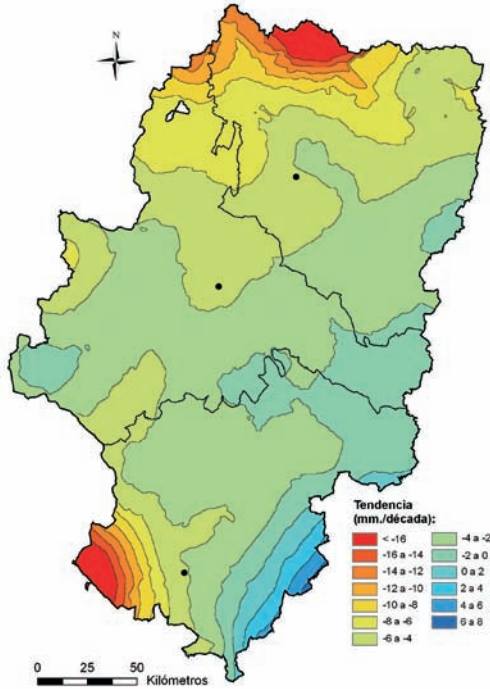 N
Tendencia
(mm./década):
< -16
-16 a -14
-14 a -12
-12 a -10
-10 a -8
-8 a -6
-6 a -4
-4 a -2
-2 a 0
0 a 2
2 a 4
4 a 6
6 a 8
0 25 50
Kilómetros